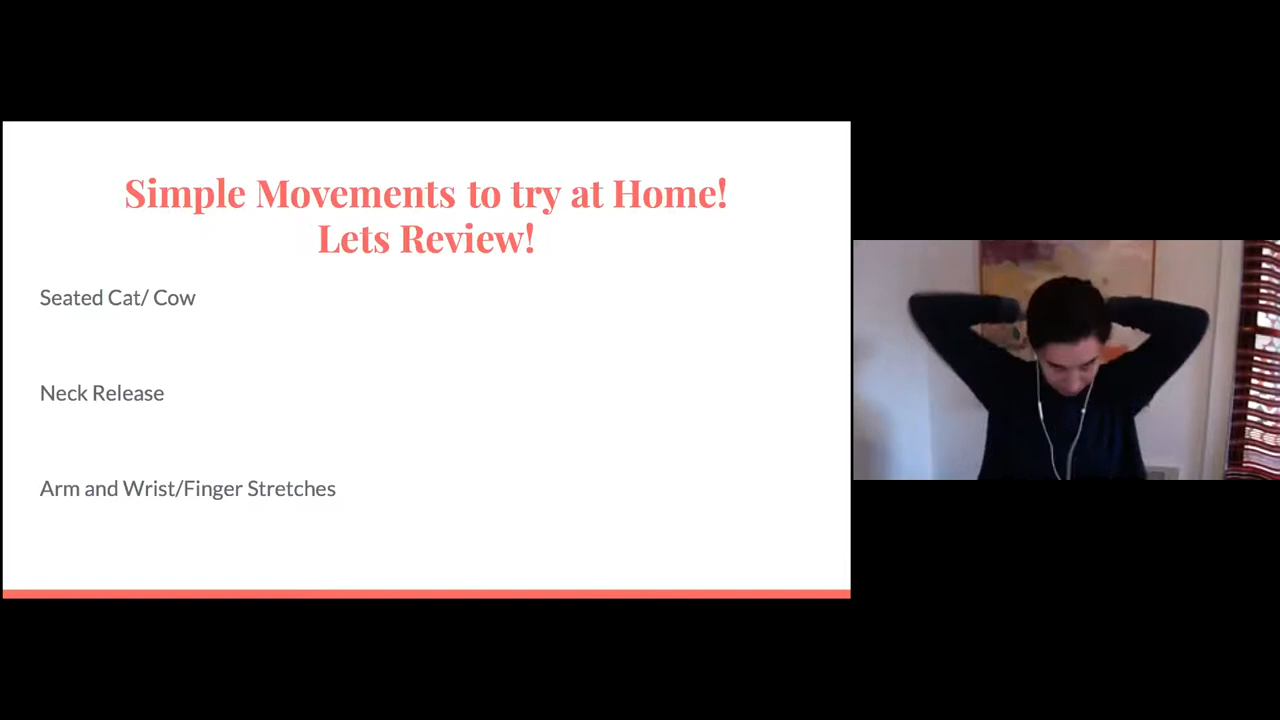 Simple Movements to try at Home!
Lets Review!
Seated Cat/ Cow
Neck Release
Arm and Wrist/Finger Stretches